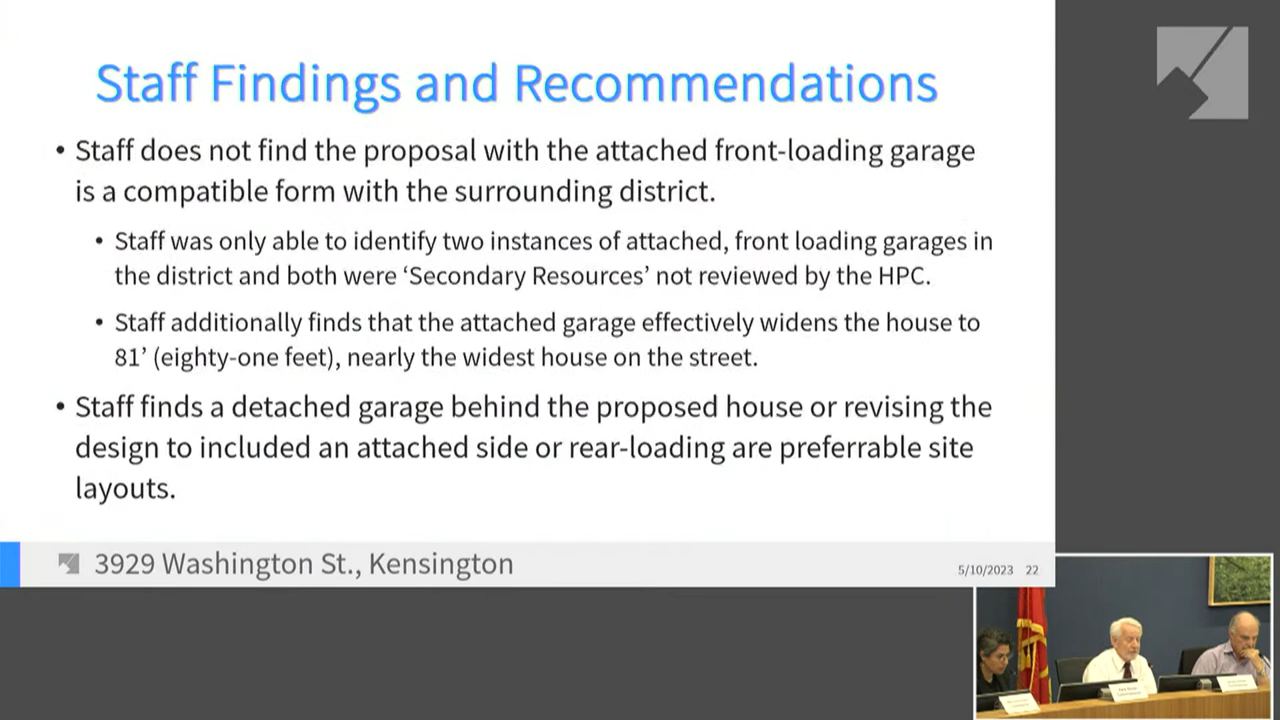 Staff Findings and Recommendations
• Staff does not find the proposal with the attached front-loading garage
is a compatible form with the surrounding district.
• Staff was only able to identify two instances of attached, front loading garages in
the district and both were ‘Secondary Resources’ not reviewed by the HPC.
• Staff additionally finds that the attached garage effectively widens the house to
81’ (eighty-one feet), nearly the widest house on the street.
• Staff finds a detached garage behind the proposed house or revising the
design to included an attached side or rear-loading are preferrable site
layouts.
3929 Washington St., Kensington
5/10/2023 22